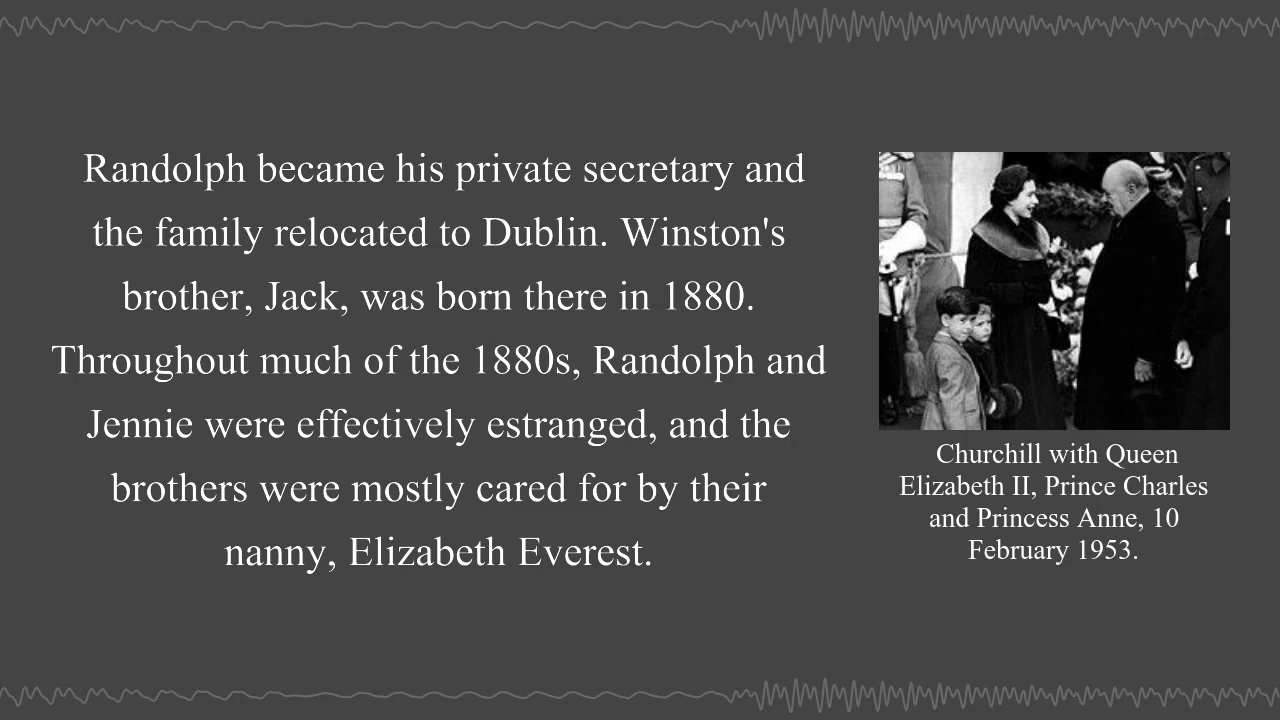 Randolph became his private secretary and
the family relocated to Dublin. Winston's
brother, Jack, was born there in 1880.
Throughout much of the 1880s, Randolph and
Jennie were effectively estranged, and the
brothers were mostly cared for by their
nanny, Elizabeth Everest.
Churchill with Queen
Elizabeth II, Prince Charles
and Princess Anne, 10
February 1953.